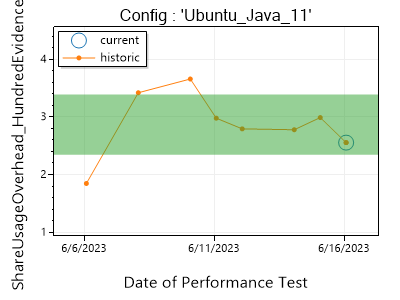 Config : 'Ubuntu_Java_11'
current
historic
ShareUsageOverhead_HundredEvidence
4
3
2
1
6/6/2023
6/11/2023
6/16/2023
Date of Performance Test